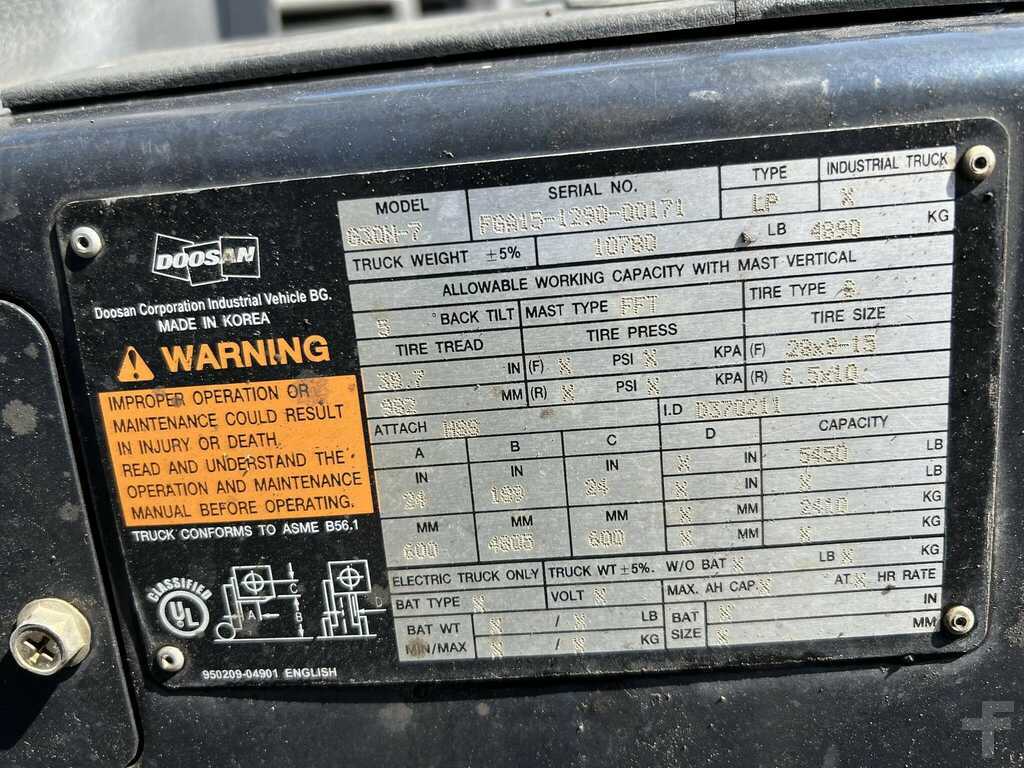 DOOSAN
Doosan Corporation Industrial Vehicle BG.
MADE IN KOREA
WARNING
IMPROPER OPERATION OR
MAINTENANCE COULD RESULT
IN INJURY OR DEATH.
READ AND UNDERSTAND THE
OPERATION AND MAINTENANCE
MANUAL BEFORE OPERATING.
TRUCK CONFORMS TO ASME B56.1
CLASSIFIED
UL
A B C
950209-04901 ENGLISH
MODEL SERIAL NO. TYPE INDUSTRIAL TRUCK
G30N-7 FGA15-1290-00171 LP X
TRUCK WEIGHT ±5% 10780 LB 4890 KG
ALLOWABLE WORKING CAPACITY WITH MAST VERTICAL
5 °BACK TILT MAST TYPE FFT TIRE TYPE
TIRE TREAD TIRE PRESS TIRE SIZE
38.7 IN (F) X PSI X KPA (F) 28x9-15
982 MM (R) X PSI X KPA (R) 6.5x10
ATTACH HSS I.D D370211
A B C D CAPACITY
IN IN IN X IN 5450 LB
24 24 X X LB
MM MM MM X MM 2410 KG
600 4805 600 X MM X KG
ELECTRIC TRUCK ONLY TRUCK WT ±5%. W/O BAT X LB X KG
BAT TYPE X VOLT X MAX. AH CAP. X AT X HR RATE
BAT WT X / X LB BAT X IN
MIN/MAX X / X KG SIZE X MM